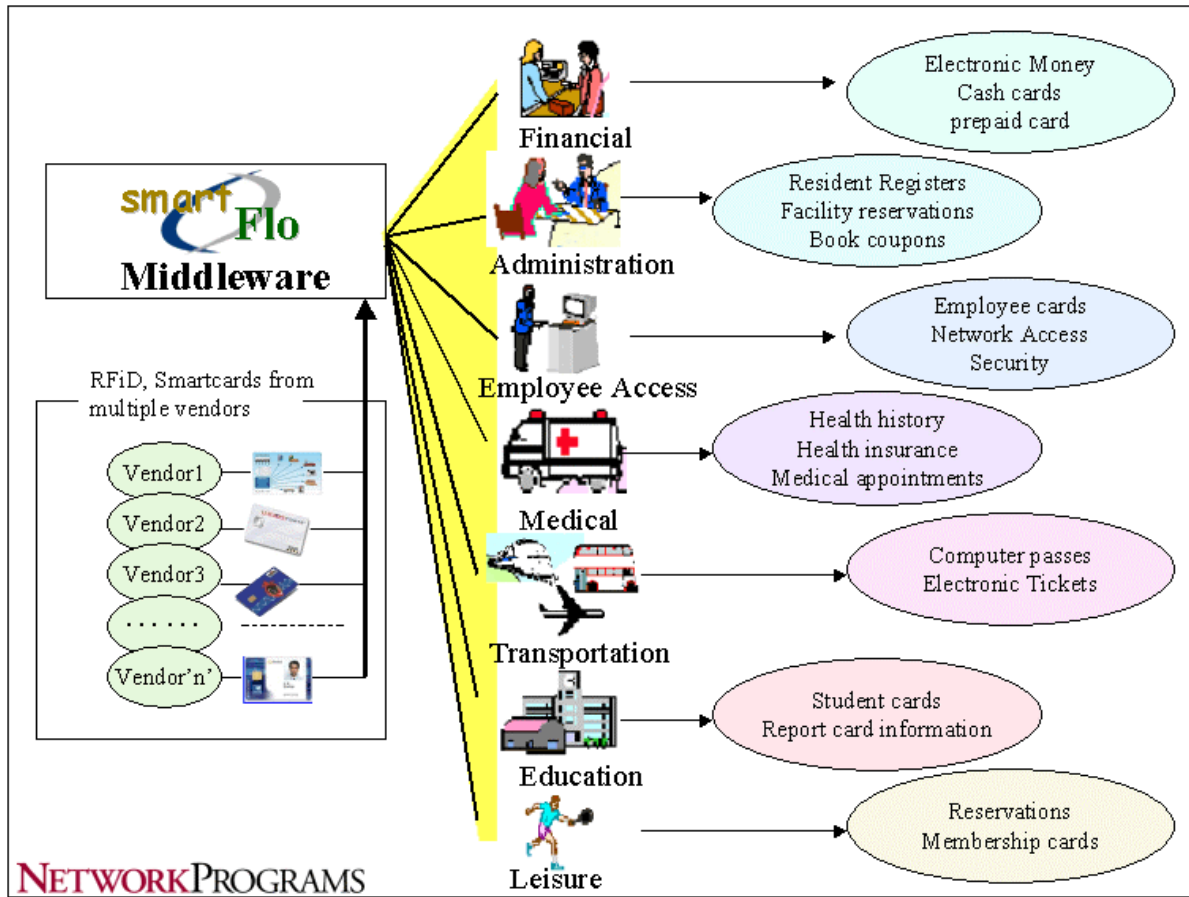 smart
Flo
Middleware
RFiD, Smartcards from
multiple vendors
Vendor1
Vendor2
Vendor3
······
Vendor'n'
Financial
Electronic Money
Cash cards
prepaid card
Administration
Resident Registers
Facility reservations
Book coupons
Employee Access
Employee cards
Network Access
Security
Medical
Health history
Health insurance
Medical appointments
Transportation
Computer passes
Electronic Tickets
Education
Student cards
Report card information
Leisure
Reservations
Membership cards
NETWORKPROGRAMS